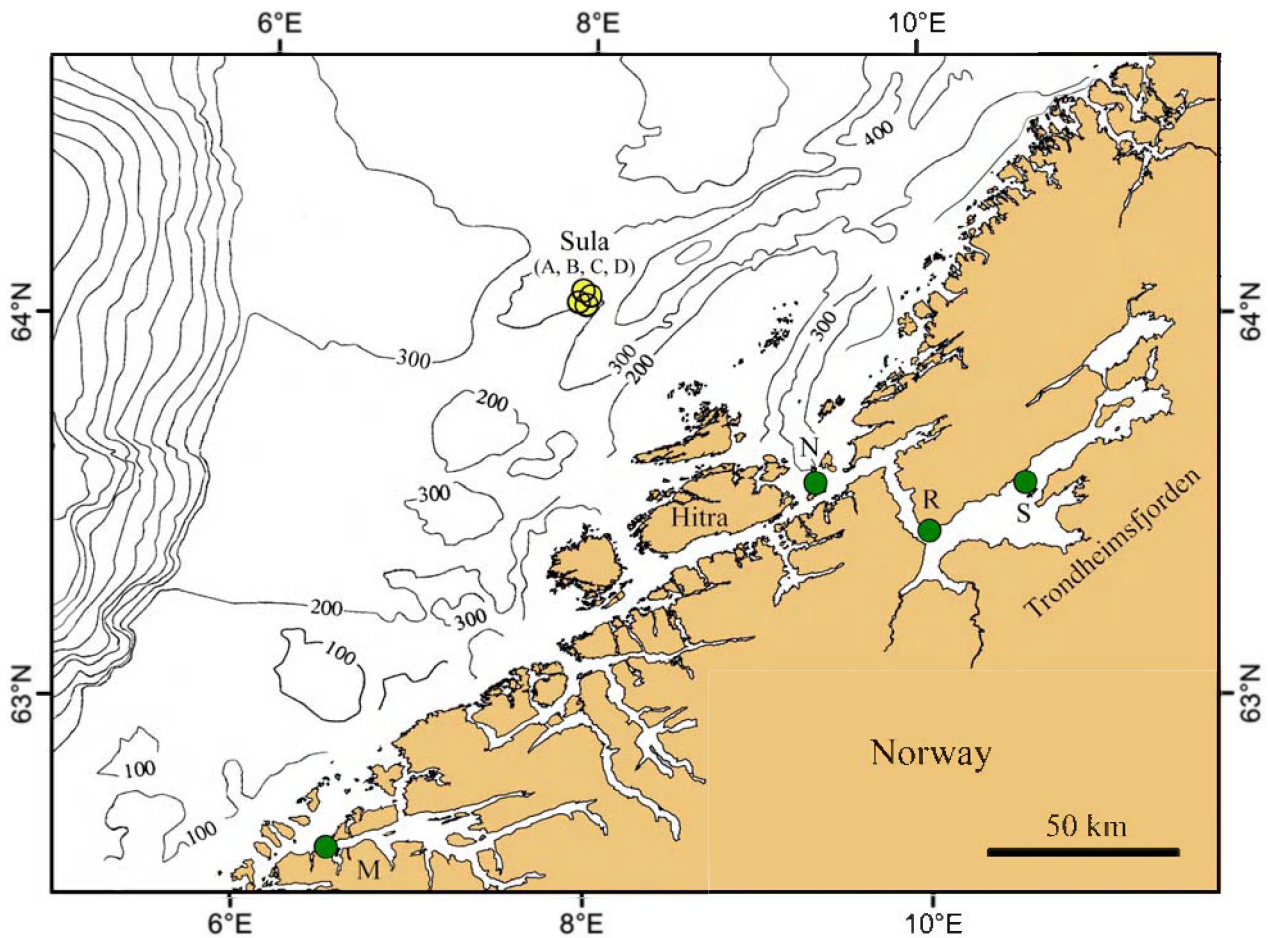 6°E
8°E
10°E
400
Sula
(A, B, C, D)
64°N
64°N
300
300
300
200
200
N
300
R
Hitra
S
Trondheimsfjorden
200
300
100
63°N
63°N
Norway
100
100
50 km
M
6°E
8°E
10°E